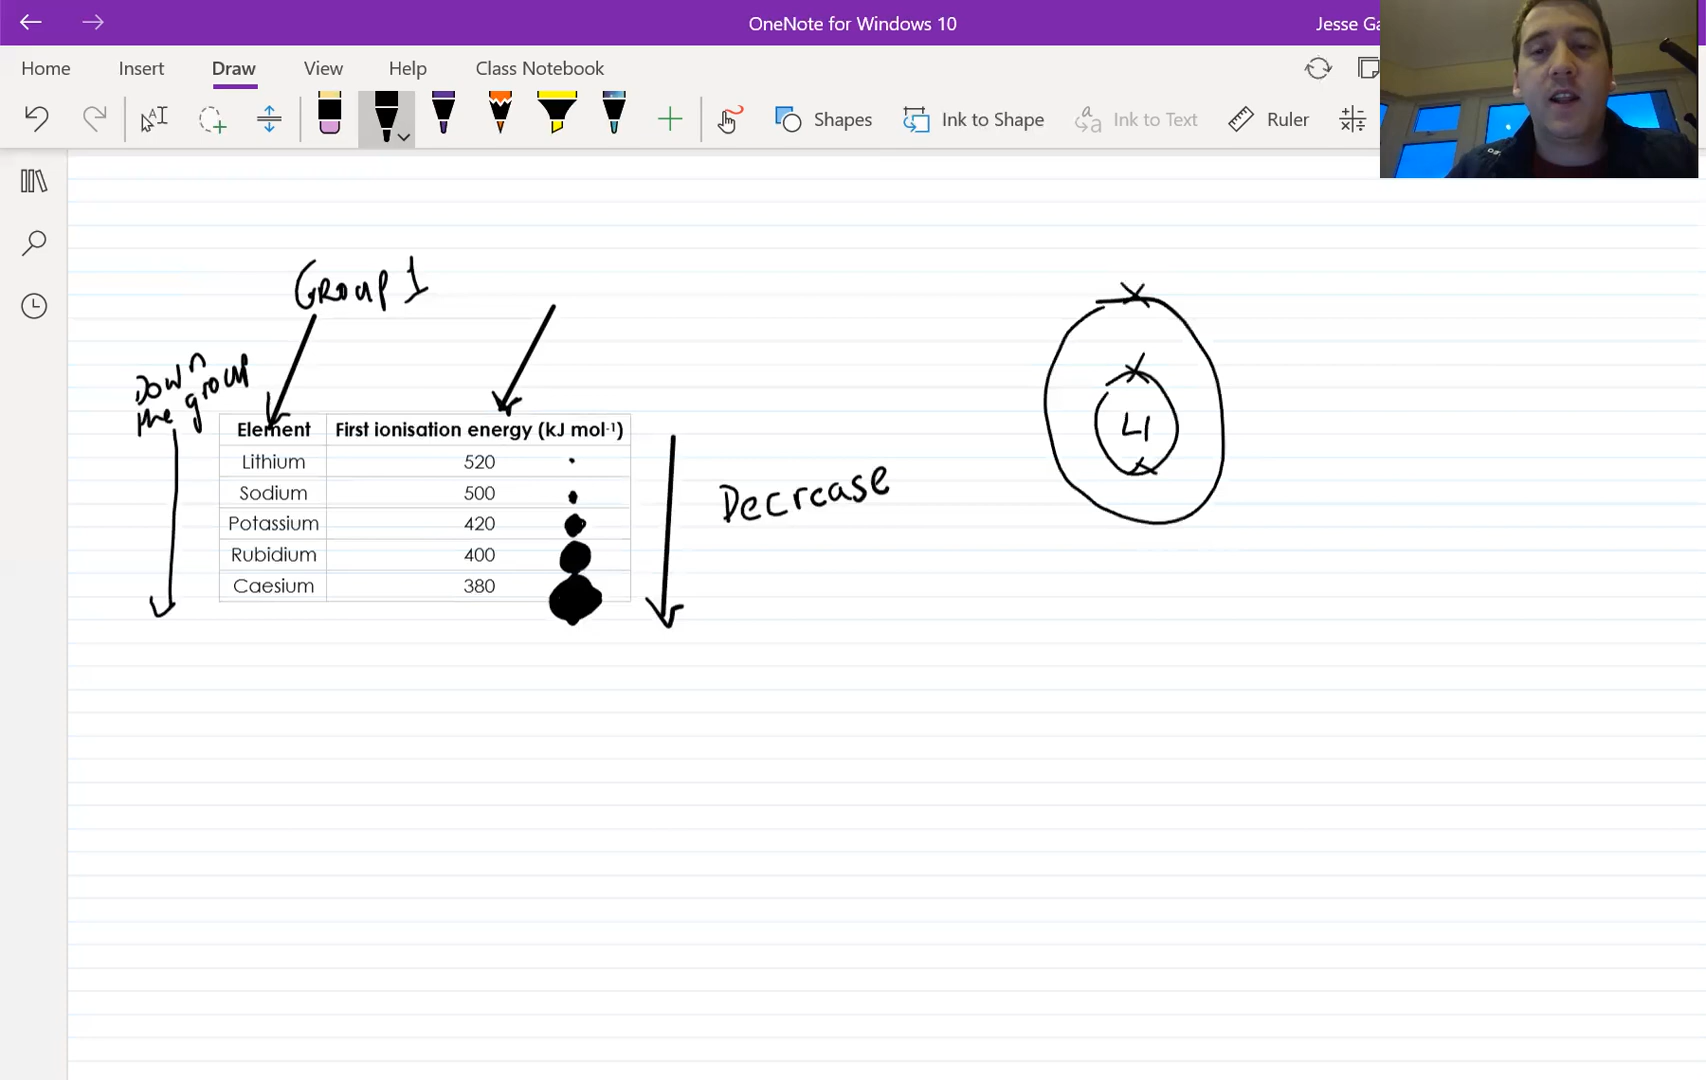 OneNote for Windows 10
Jesse Ga
Home Insert Draw View Help Class Notebook
Shapes Ink to Shape Ink to Text Ruler
Group 1
Down
the group
Element First ionisation energy (kJ mol⁻¹)
Lithium 520
Sodium 500
Potassium 420
Rubidium 400
Caesium 380
Decrease
Li